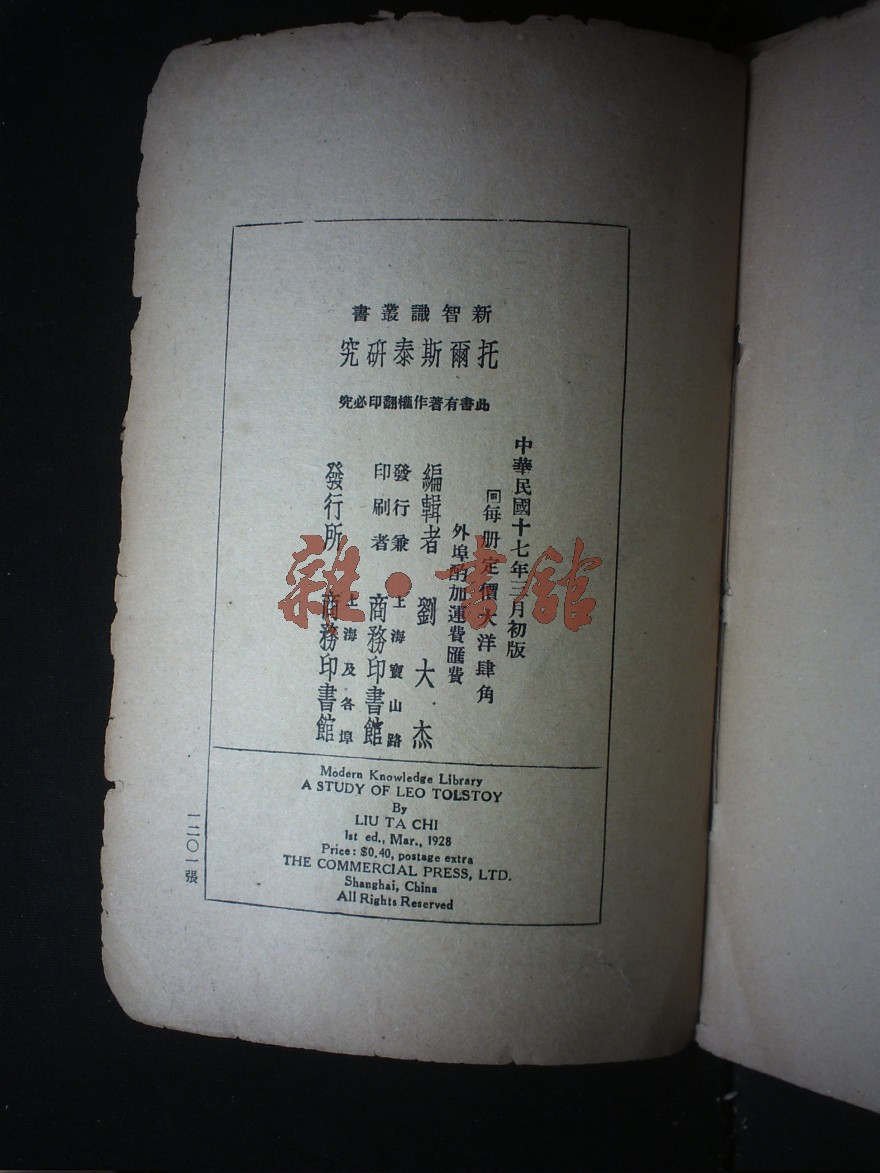 新智識叢書
托爾斯泰研究
此書有著作權翻印必究
中華民國十七年三月初版
每册定價大洋肆角
外埠酌加運費匯費
編輯者 劉大杰
發行兼印刷者 上海寶山路 商務印書館
發行所 上海及各埠 商務印書館
Modern Knowledge Library
A STUDY OF LEO TOLSTOY
By
LIU TA CHI
1st ed., Mar., 1928
Price: $0.40, postage extra
THE COMMERCIAL PRESS, LTD.
Shanghai, China
All Rights Reserved
一二〇一張
雜·書館